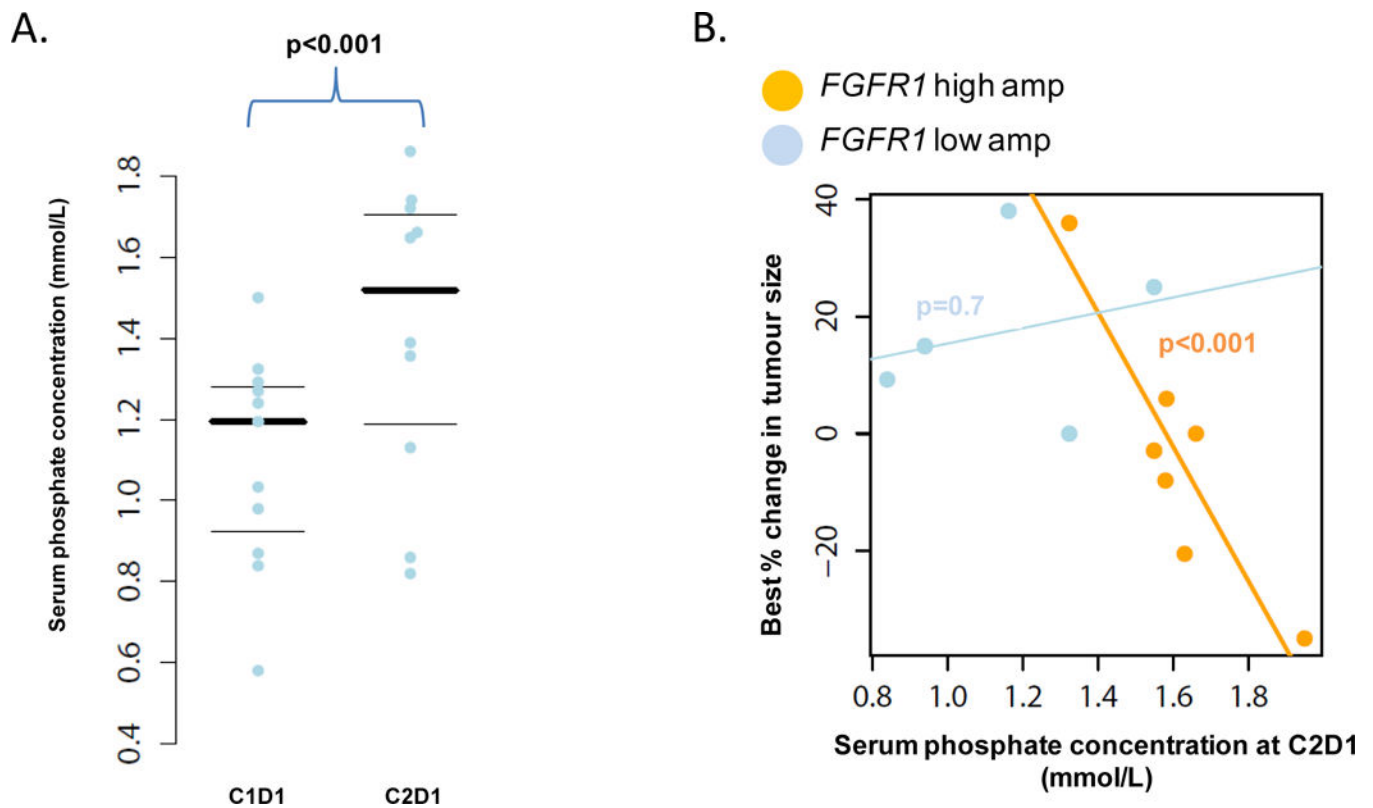 A.
p<0.001
Serum phosphate concentration (mmol/L)
1.8
1.6
1.4
1.2
1.0
0.8
0.6
0.4
C1D1
C2D1
B.
FGFR1 high amp
FGFR1 low amp
Best % change in tumour size
40
20
0
−20
p=0.7
p<0.001
0.8
1.0
1.2
1.4
1.6
1.8
Serum phosphate concentration at C2D1
(mmol/L)